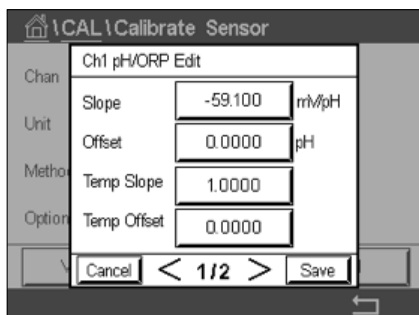 \CAL\Calibrate Sensor
Ch1 pH/ORP Edit
Chan
Slope -59.100 mV/pH
Unit
Offset 0.0000 pH
Temp Slope 1.0000
Option
Temp Offset 0.0000
Cancel < 1/2 > Save